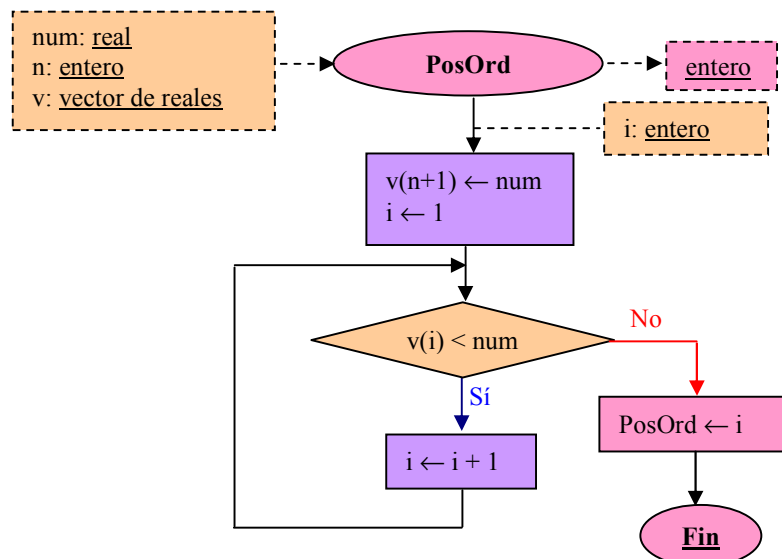 num: real
n: entero
v: vector de reales
PosOrd
entero
i: entero
v(n+1) ← num
i ← 1
v(i) < num
No
Sí
i ← i + 1
PosOrd ← i
Fin